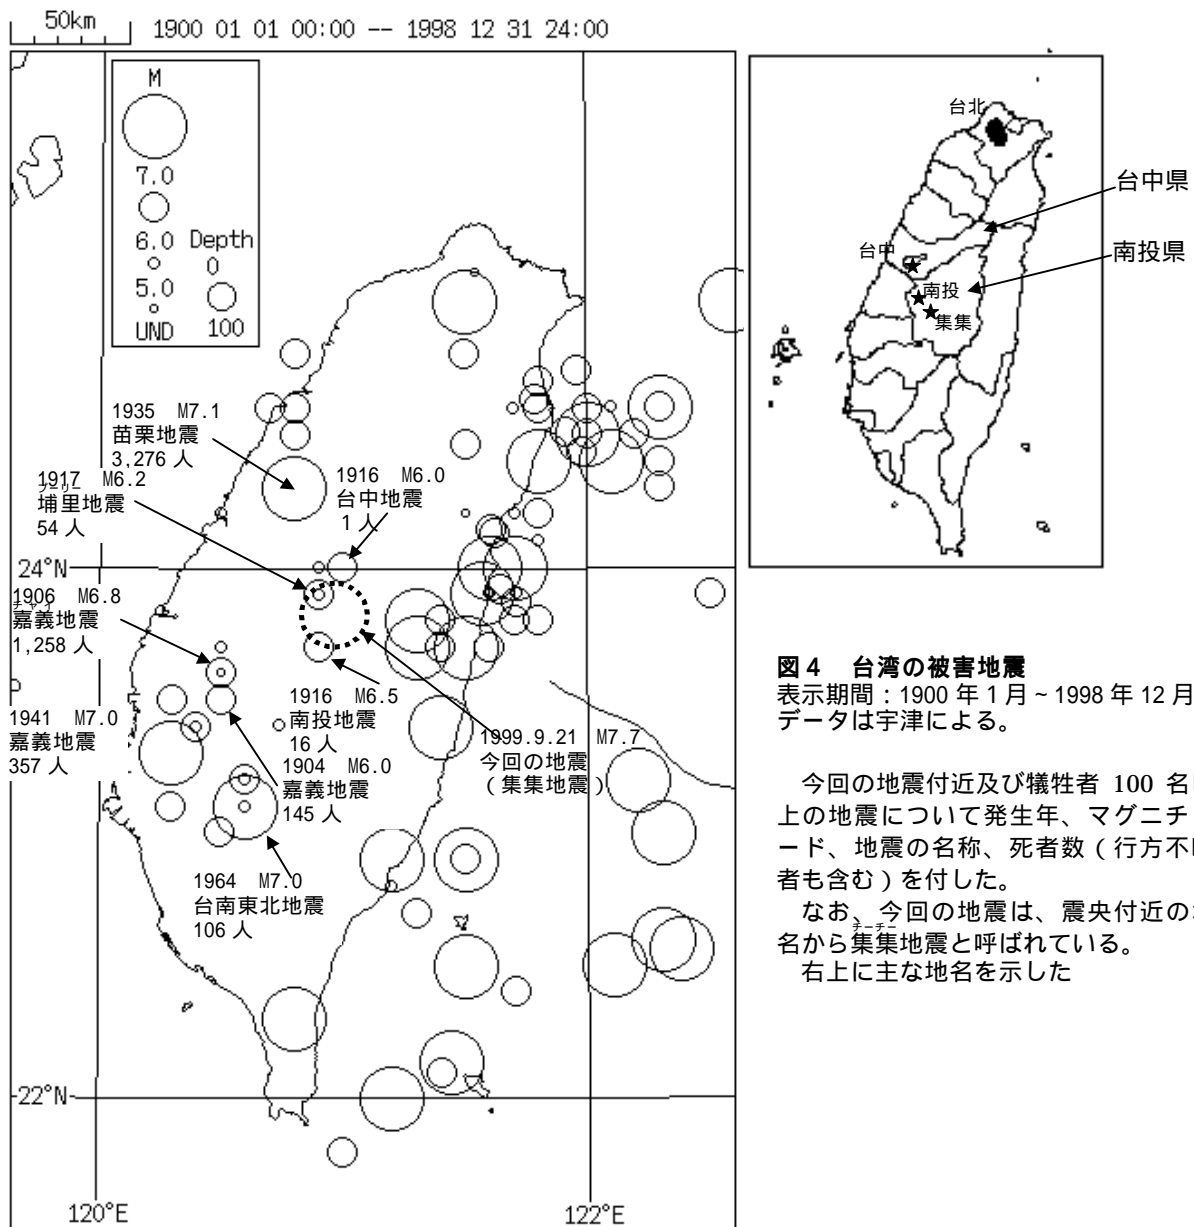 50km
1900 01 01 00:00 -- 1998 12 31 24:00
M
7.0
6.0
5.0
UND
Depth
0
100
1935 M7.1
苗栗地震
3,276 人
1917 M6.2
プーリー
埔里地震
54 人
1916 M6.0
台中地震
1 人
24°N
1906 M6.8
チャイ
嘉義地震
1,258 人
1941 M7.0
嘉義地震
357 人
1916 M6.5
南投地震
16 人
1904 M6.0
嘉義地震
145 人
1999.9.21 M7.7
今回の地震
(集集地震)
1964 M7.0
台南東北地震
106 人
22°N
120°E
122°E
台北
台中
南投
集集
台中県
南投県
図4 台湾の被害地震
表示期間：1900 年 1 月 ~ 1998 年 12 月
データは宇津による。
今回の地震付近及び犠牲者 100 名
上の地震について発生年、マグニチ
ード、地震の名称、死者数（行方不
者も含む）を付した。
なお、今回の地震は、震央付近の
チーチー
名から集集地震と呼ばれている。
右上に主な地名を示した